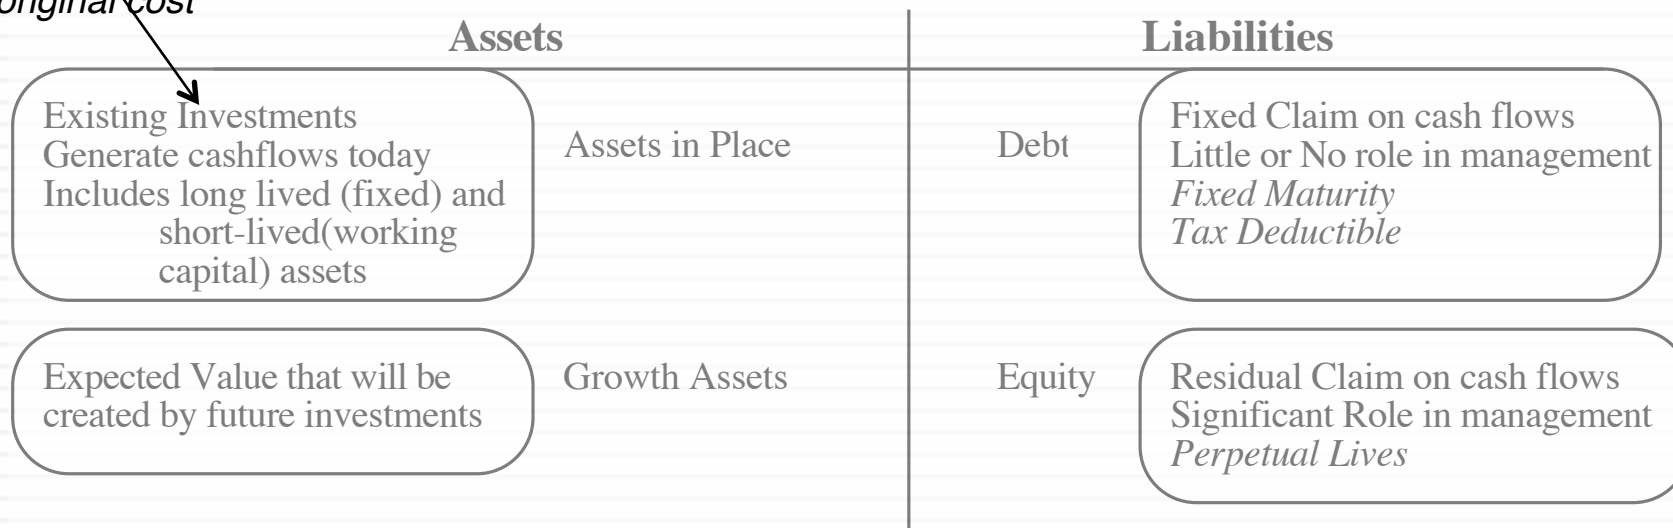 original cost
Assets
Liabilities
Existing Investments
Generate cashflows today
Includes long lived (fixed) and
short-lived(working
capital) assets
Assets in Place
Debt
Fixed Claim on cash flows
Little or No role in management
Fixed Maturity
Tax Deductible
Expected Value that will be
created by future investments
Growth Assets
Equity
Residual Claim on cash flows
Significant Role in management
Perpetual Lives